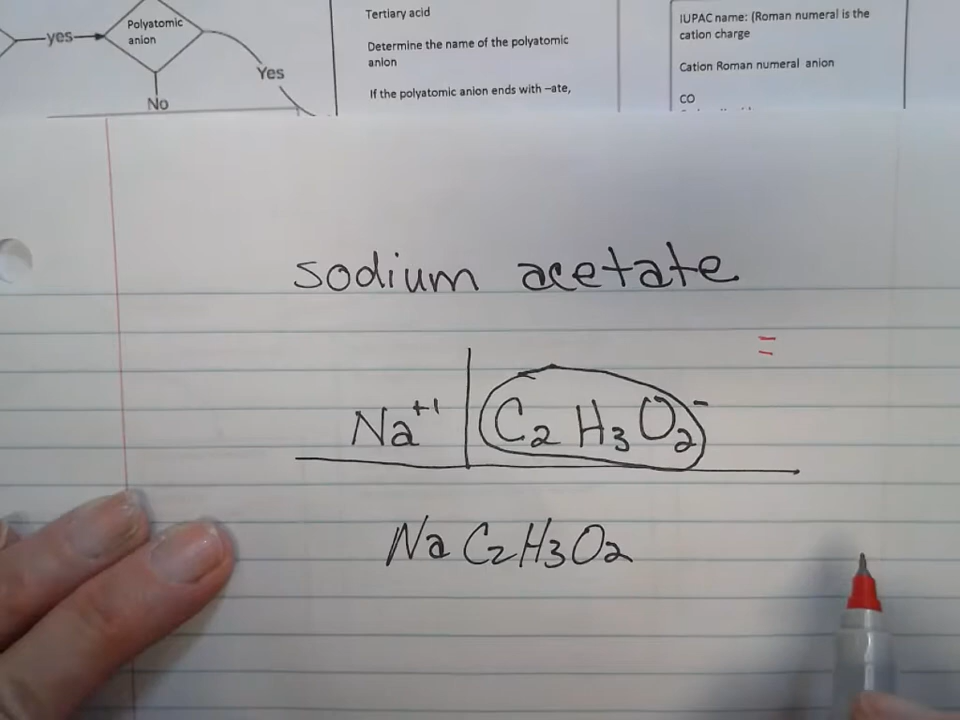 yes
Polyatomic
anion
Yes
No
Tertiary acid
Determine the name of the polyatomic
anion
If the polyatomic anion ends with –ate,
IUPAC name: (Roman numeral is the
cation charge
Cation Roman numeral anion
CO
sodium acetate
=
Na+1 C2H3O2-
NaC2H3O2